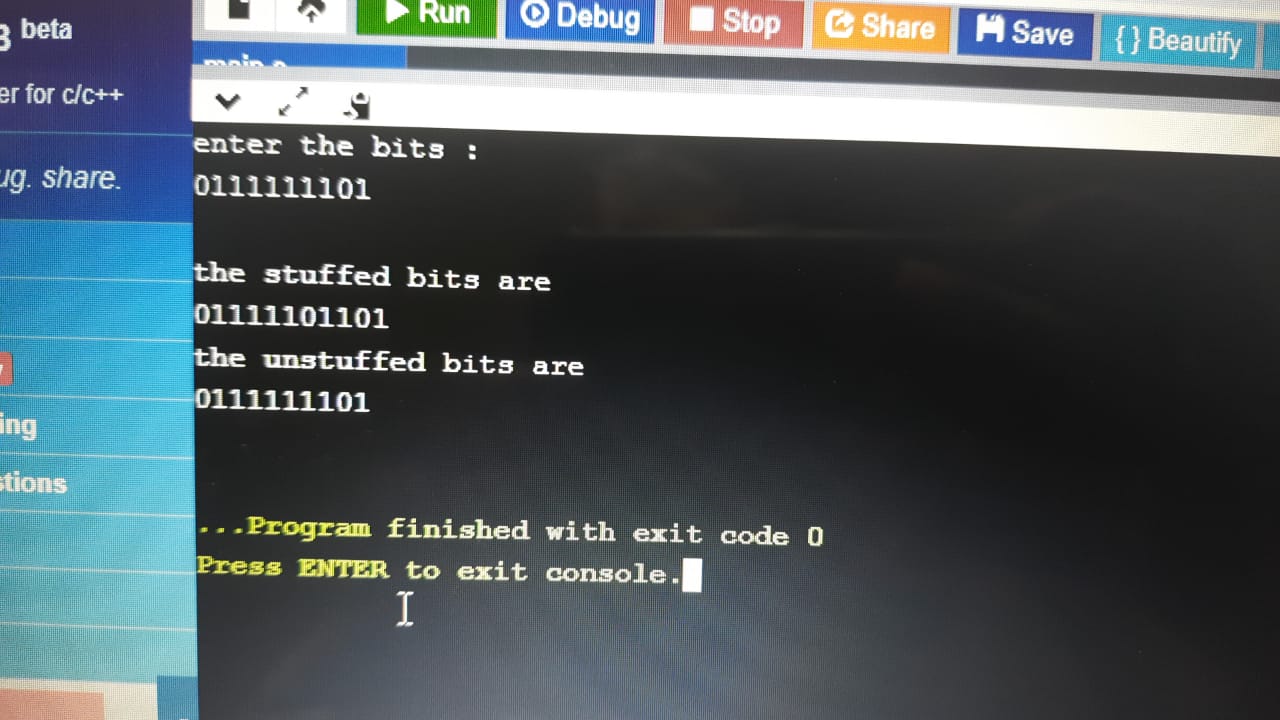 beta
Run Debug Stop Share Save {} Beautify
main.c
er for c/c++
enter the bits :
ug. share.
0111111101
the stuffed bits are
01111101101
the unstuffed bits are
0111111101
ing
stions
...Program finished with exit code 0
Press ENTER to exit console.